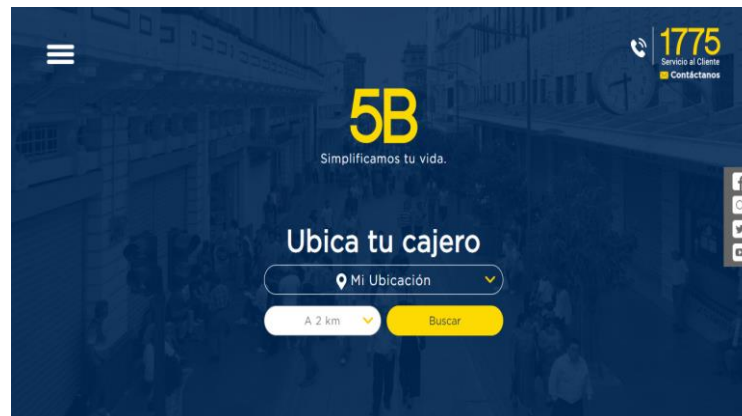 1775
Servicio al Cliente
Contáctanos
5B
Simplificamos tu vida.
Ubica tu cajero
Mi Ubicación
A 2 km
Buscar